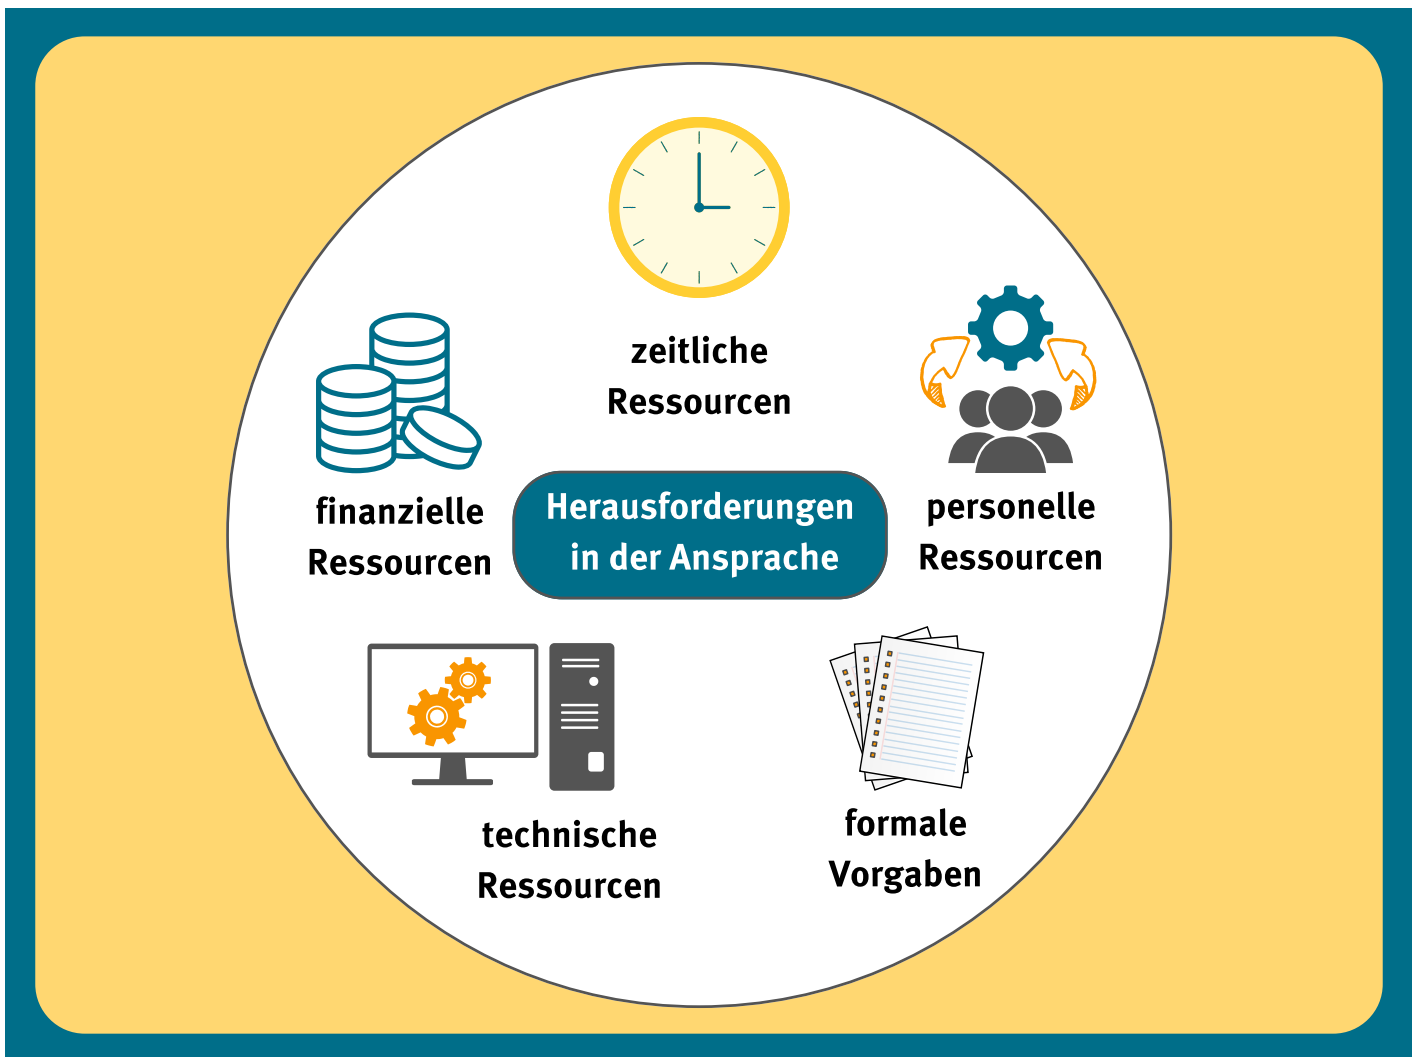 zeitliche
Ressourcen
finanzielle
Ressourcen
Herausforderungen
in der Ansprache
personelle
Ressourcen
technische
Ressourcen
formale
Vorgaben